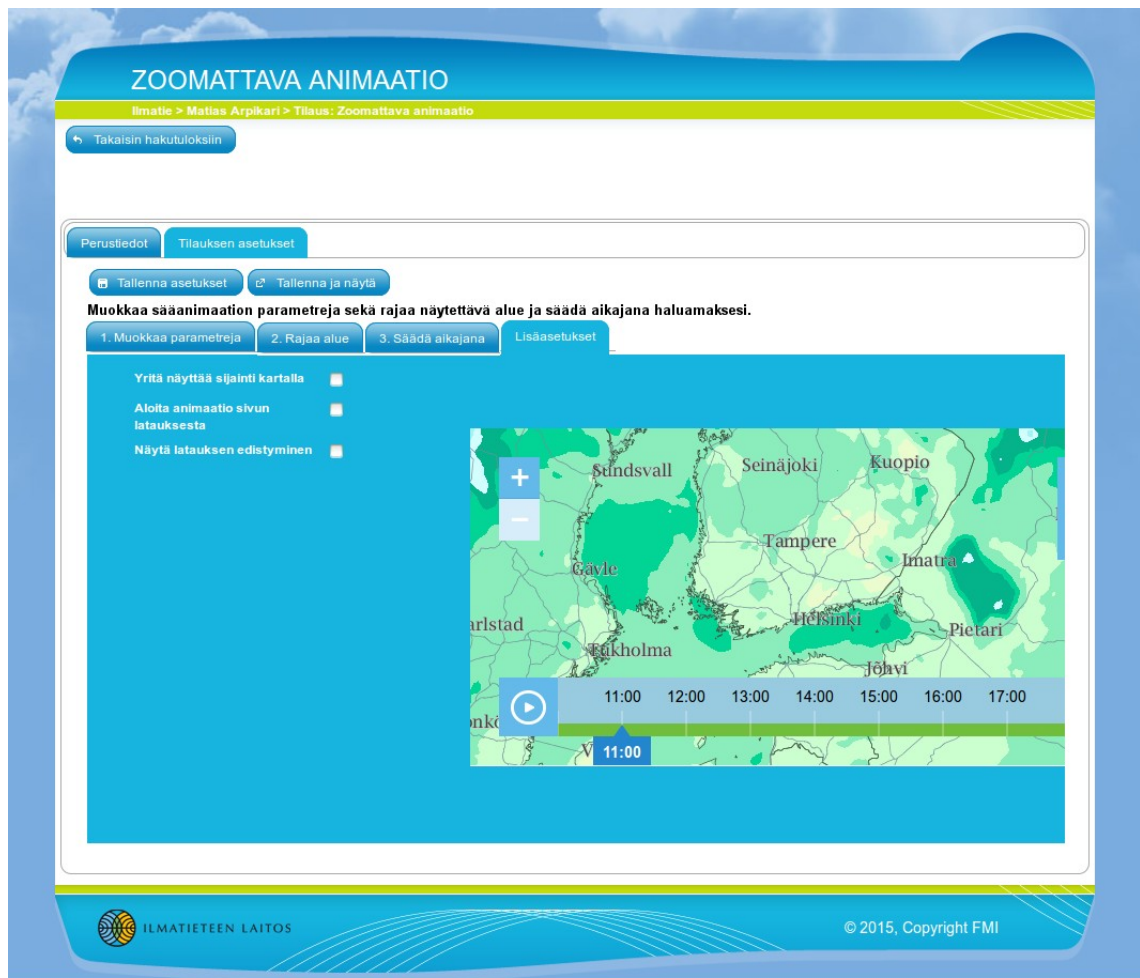 ZOOMATTAVA ANIMAATIO
Ilmatie > Matias Arpikari > Tilaus: Zoomattava animaatio
Takaisin hakutuloksiin
Perustiedot
Tilauksen asetukset
Tallenna asetukset
Tallenna ja näytä
Muokkaa sääanimaation parametreja sekä rajaa näytettävä alue ja säädä aikajana haluamaksesi.
1. Muokkaa parametreja
2. Rajaa alue
3. Säädä aikajana
Lisäasetukset
Yritä näyttää sijainti kartalla
Aloita animaatio sivun
latauksesta
Näytä latauksen edistyminen
+
−
Sundsvall
Seinäjoki
Kuopio
Tampere
Imatra
Gävle
Helsinki
arlstad
Pietari
Tukholma
Jõhvi
11:00 12:00 13:00 14:00 15:00 16:00 17:00
onkö
V
11:00
ILMATIETEEN LAITOS
© 2015, Copyright FMI